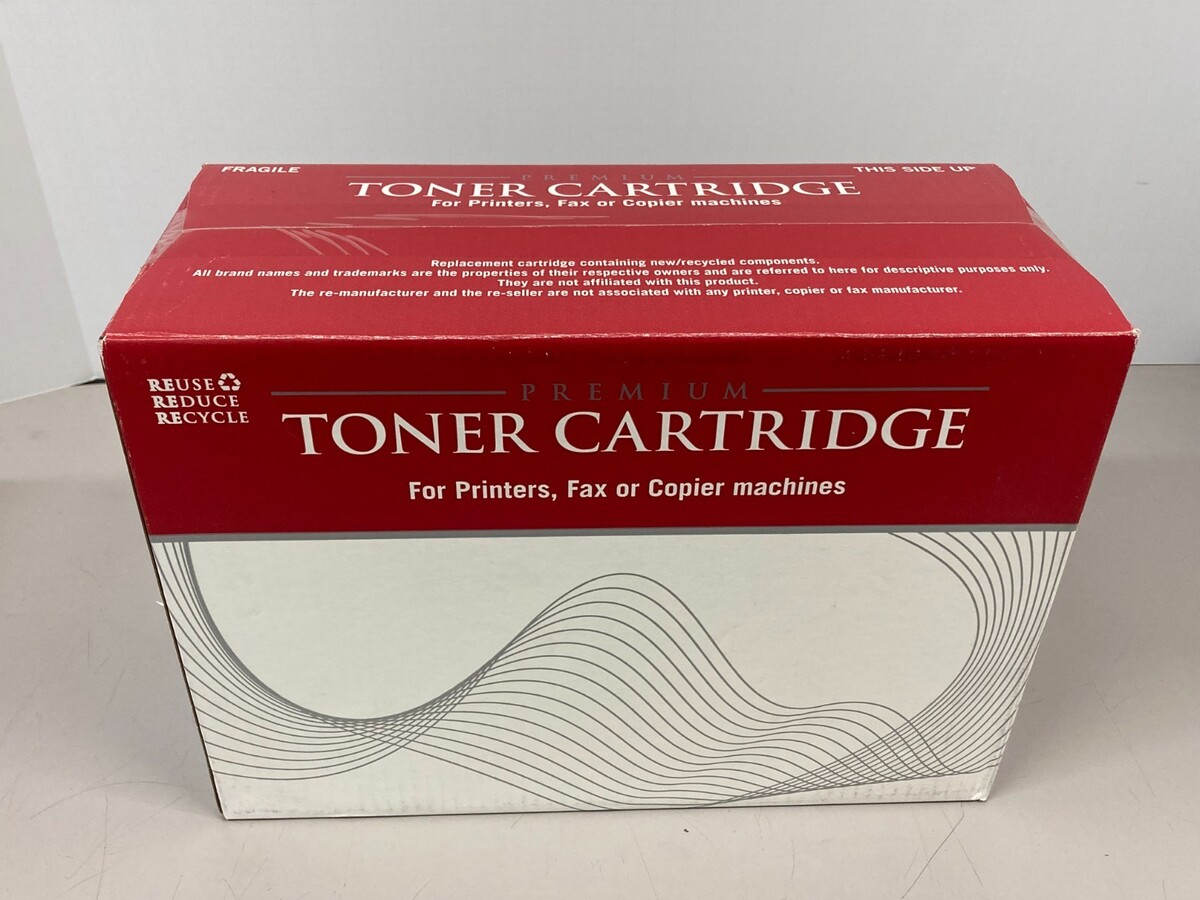 FRAGILE
THIS SIDE UP
PREMIUM
TONER CARTRIDGE
For Printers, Fax or Copier machines
Replacement cartridge containing new/recycled components.
All brand names and trademarks are the properties of their respective owners and are referred to here for descriptive purposes only.
They are not affiliated with this product.
The re-manufacturer and the re-seller are not associated with any printer, copier or fax manufacturer.
REUSE
REDUCE
RECYCLE
PREMIUM
TONER CARTRIDGE
For Printers, Fax or Copier machines